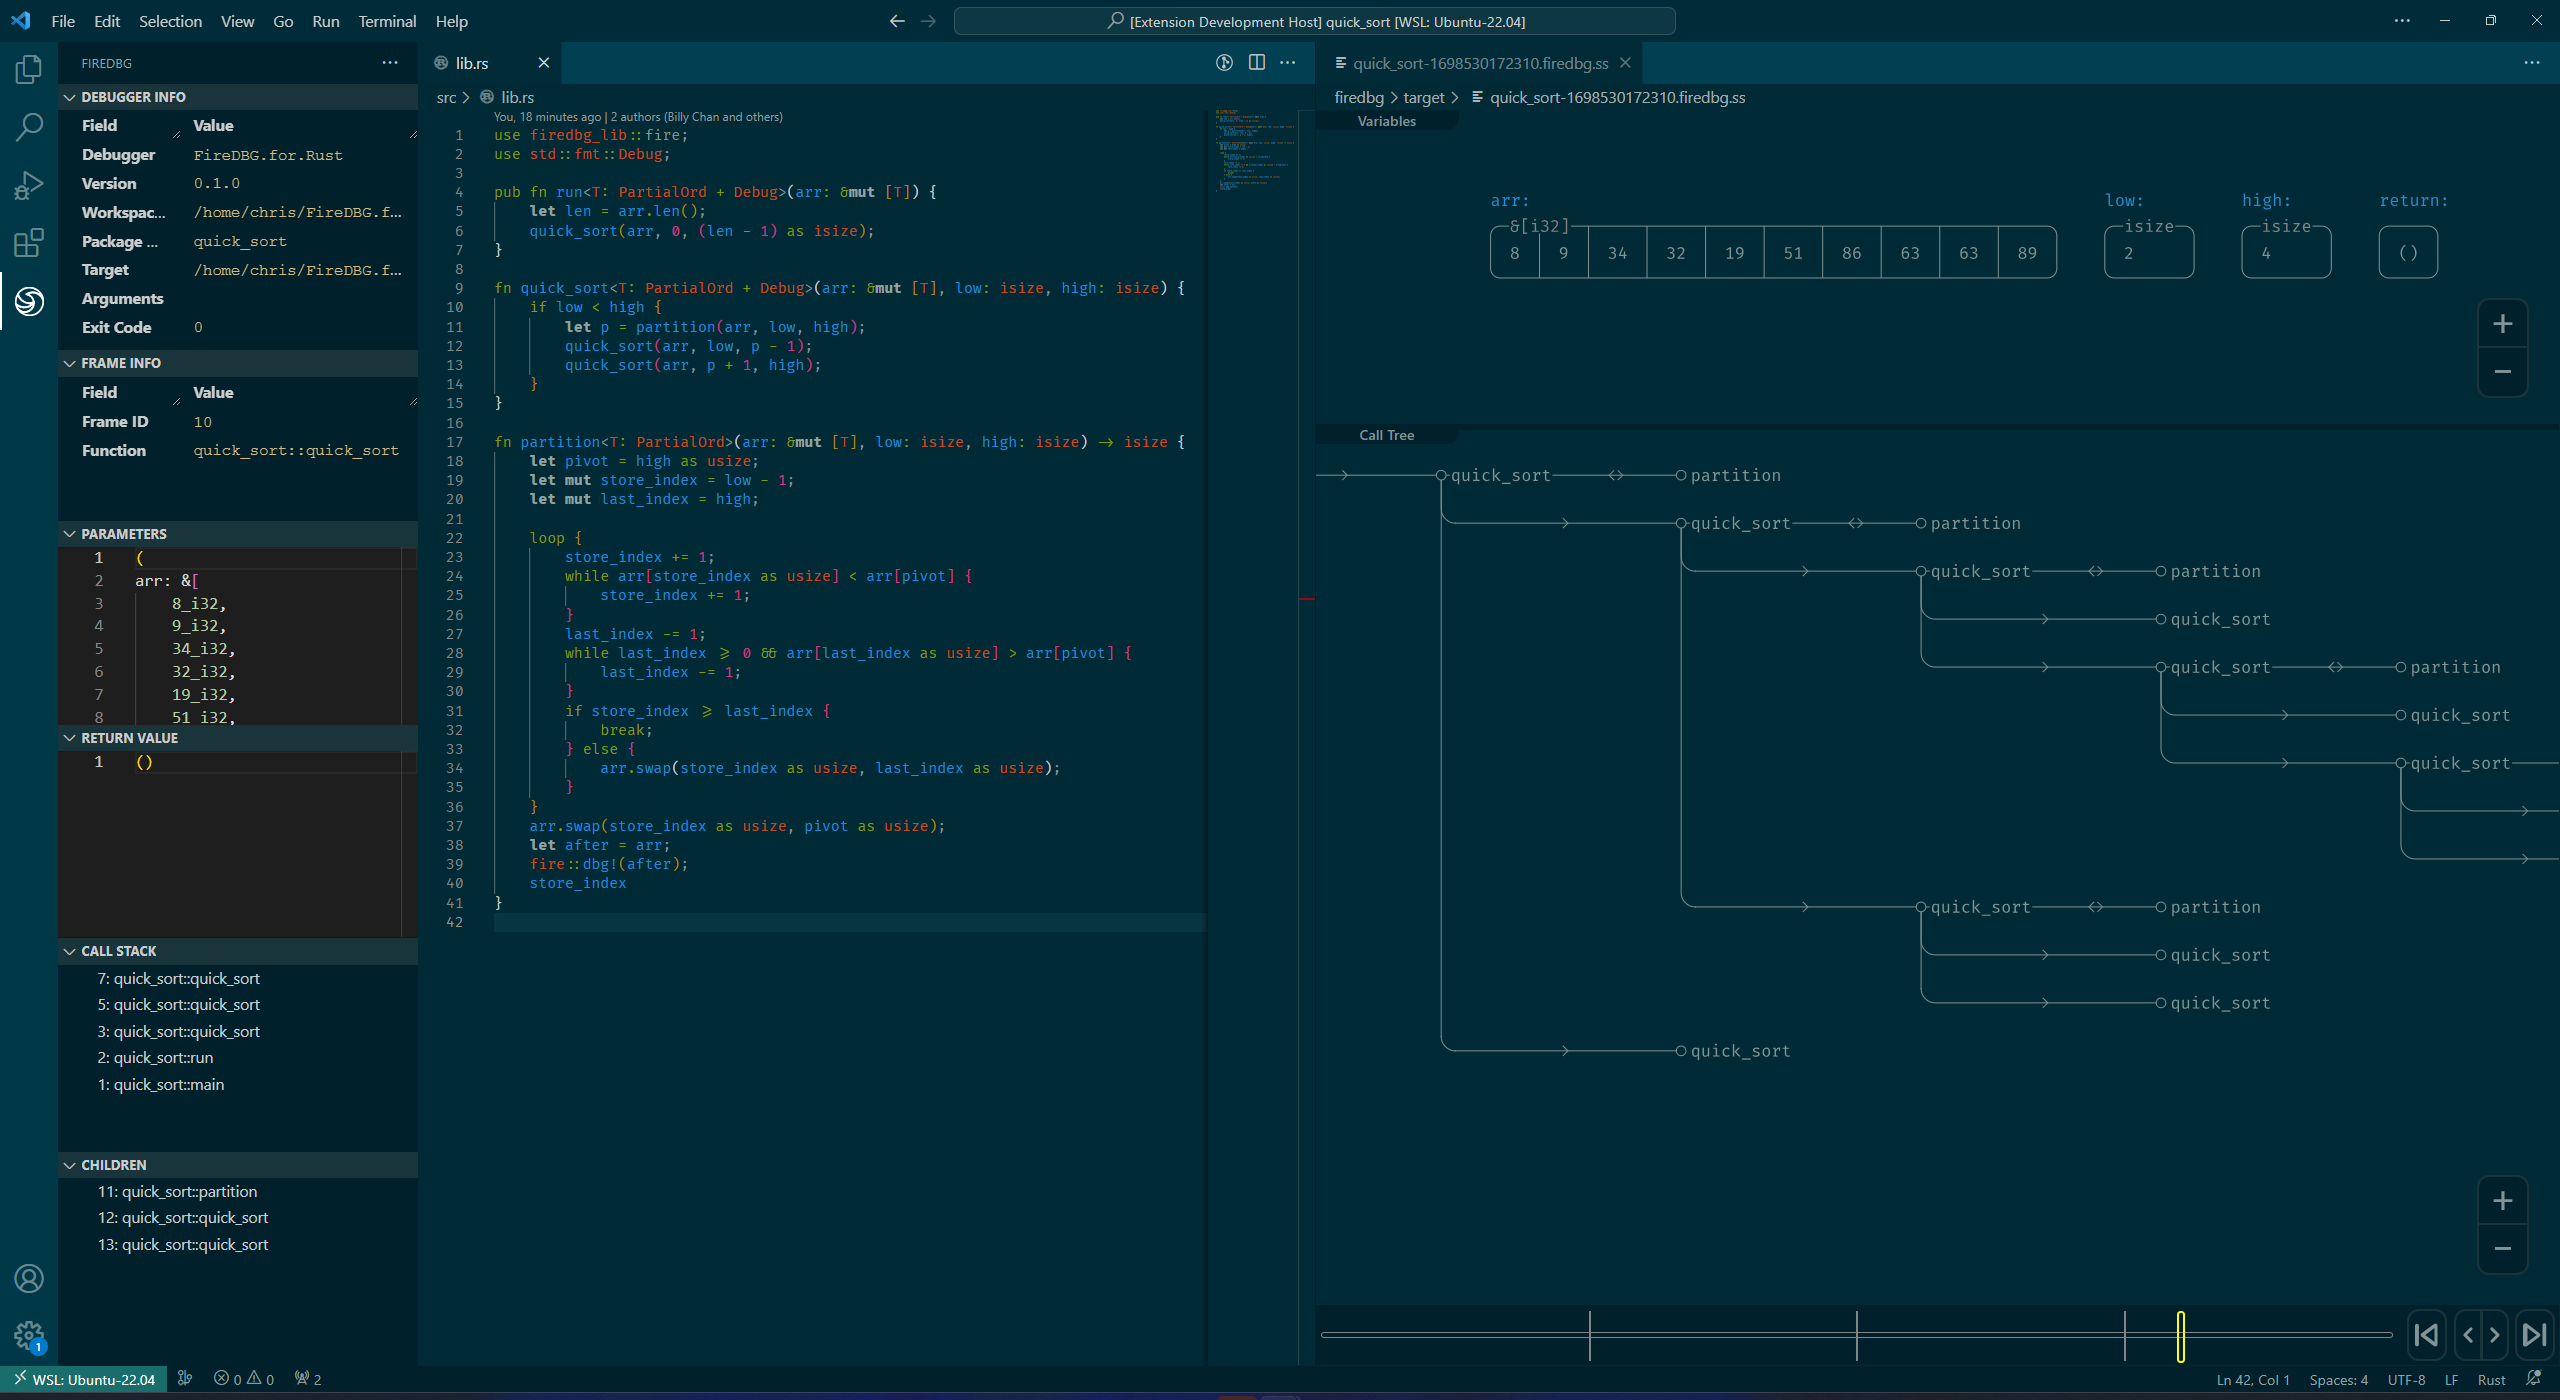 File Edit Selection View Go Run Terminal Help
[Extension Development Host] quick_sort [WSL: Ubuntu-22.04]
FIREDBG
DEBUGGER INFO
Field Value
Debugger FireDBG.for.Rust
Version 0.1.0
Workspac... /home/chris/FireDBG.f...
Package ... quick_sort
Target /home/chris/FireDBG.f...
Arguments
Exit Code 0
FRAME INFO
Field Value
Frame ID 10
Function quick_sort::quick_sort
PARAMETERS
1 (
2 arr: &[
3 8_i32,
4 9_i32,
5 34_i32,
6 32_i32,
7 19_i32,
8 51_i32,
RETURN VALUE
1 ()
CALL STACK
7: quick_sort::quick_sort
5: quick_sort::quick_sort
3: quick_sort::quick_sort
2: quick_sort::run
1: quick_sort::main
CHILDREN
11: quick_sort::partition
12: quick_sort::quick_sort
13: quick_sort::quick_sort
1
lib.rs
src > lib.rs
You, 18 minutes ago | 2 authors (Billy Chan and others)
1 use firedbg_lib::fire;
2 use std::fmt::Debug;
3
4 pub fn run<T: PartialOrd + Debug>(arr: &mut [T]) {
5 let len = arr.len();
6 quick_sort(arr, 0, (len - 1) as isize);
7 }
8
9 fn quick_sort<T: PartialOrd + Debug>(arr: &mut [T], low: isize, high: isize) {
10 if low < high {
11 let p = partition(arr, low, high);
12 quick_sort(arr, low, p - 1);
13 quick_sort(arr, p + 1, high);
14 }
15 }
16
17 fn partition<T: PartialOrd>(arr: &mut [T], low: isize, high: isize) -> isize {
18 let pivot = high as usize;
19 let mut store_index = low - 1;
20 let mut last_index = high;
21
22 loop {
23 store_index += 1;
24 while arr[store_index as usize] < arr[pivot] {
25 store_index += 1;
26 }
27 last_index -= 1;
28 while last_index >= 0 && arr[last_index as usize] > arr[pivot] {
29 last_index -= 1;
30 }
31 if store_index >= last_index {
32 break;
33 } else {
34 arr.swap(store_index as usize, last_index as usize);
35 }
36 }
37 arr.swap(store_index as usize, pivot as usize);
38 let after = arr;
39 fire::dbg!(after);
40 store_index
41 }
42
quick_sort-1698530172310.firedbg.ss
firedbg > target > quick_sort-1698530172310.firedbg.ss
Variables
arr: low: high: return:
&[i32] isize isize
8 9 34 32 19 51 86 63 63 89 2 4 ()
Call Tree
quick_sort partition
quick_sort partition
quick_sort partition
quick_sort
quick_sort partition
quick_sort
quick_sort
quick_sort partition
quick_sort
quick_sort
quick_sort
WSL: Ubuntu-22.04 0 0 2
Ln 42, Col 1 Spaces: 4 UTF-8 LF Rust